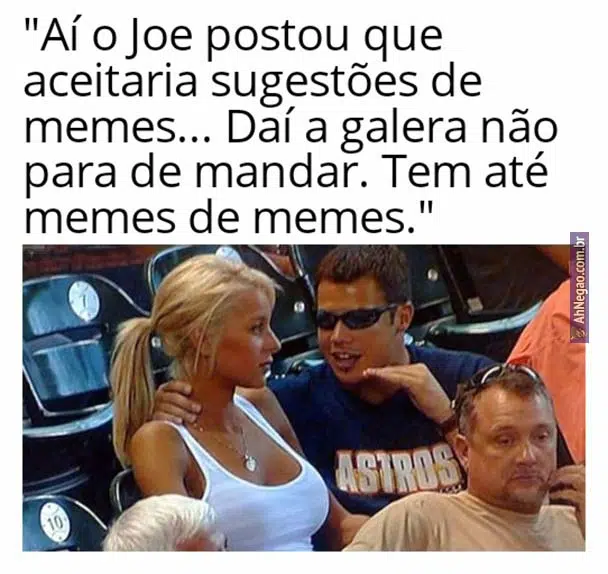 "Aí o Joe postou que
aceitaria sugestões de
memes... Daí a galera não
para de mandar. Tem até
memes de memes."
AhNegao.com.br
1
ASTROS
10